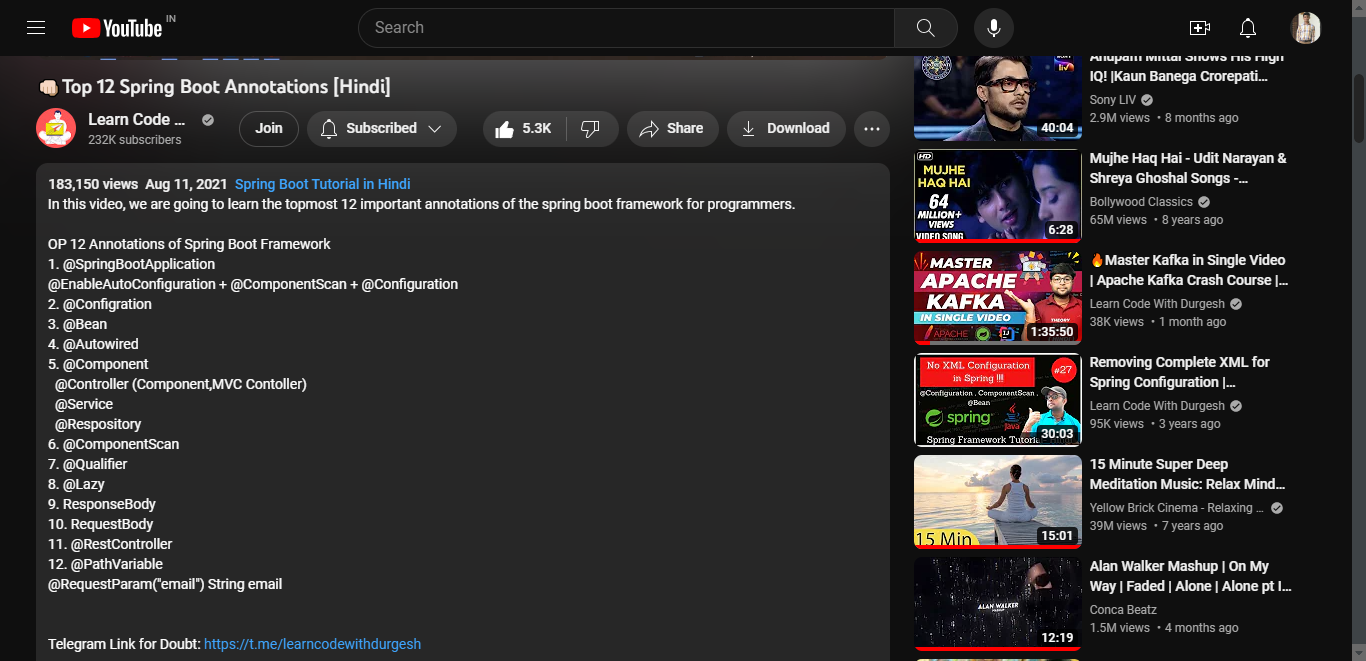 YouTube IN
Search
👊🏻 Top 12 Spring Boot Annotations [Hindi]
Learn Code ...
232K subscribers
Join
Subscribed
5.3K
Share
Download
183,150 views Aug 11, 2021 Spring Boot Tutorial in Hindi
In this video, we are going to learn the topmost 12 important annotations of the spring boot framework for programmers.
OP 12 Annotations of Spring Boot Framework
1. @SpringBootApplication
@EnableAutoConfiguration + @ComponentScan + @Configuration
2. @Configration
3. @Bean
4. @Autowired
5. @Component
@Controller (Component,MVC Contoller)
@Service
@Respository
6. @ComponentScan
7. @Qualifier
8. @Lazy
9. ResponseBody
10. RequestBody
11. @RestController
12. @PathVariable
@RequestParam("email") String email
Telegram Link for Doubt: https://t.me/learncodewithdurgesh
liv
40:04
Anupam Mittal Shows His High
IQ! |Kaun Banega Crorepati...
Sony LIV
2.9M views • 8 months ago
HD
MUJHE
HAQ HAI
64
MILLION+
VIEWS
VIDEO SONG
6:28
Mujhe Haq Hai - Udit Narayan &
Shreya Ghoshal Songs -...
Bollywood Classics
65M views • 8 years ago
MASTER
APACHE
KAFKA
IN SINGLE VIDEO
THEORY
APACHE
1:35:50
🔥Master Kafka in Single Video
| Apache Kafka Crash Course |...
Learn Code With Durgesh
38K views • 1 month ago
No XML Configuration
in Spring !!!
#27
@Configuration , ComponentScan ,
@Bean
spring
Java
Spring Framework Tutorial
30:03
Removing Complete XML for
Spring Configuration |...
Learn Code With Durgesh
95K views • 3 years ago
15 Min
15:01
15 Minute Super Deep
Meditation Music: Relax Mind...
Yellow Brick Cinema - Relaxing ...
39M views • 7 years ago
ALAN WALKER
12:19
Alan Walker Mashup | On My
Way | Faded | Alone | Alone pt I...
Conca Beatz
1.5M views • 4 months ago